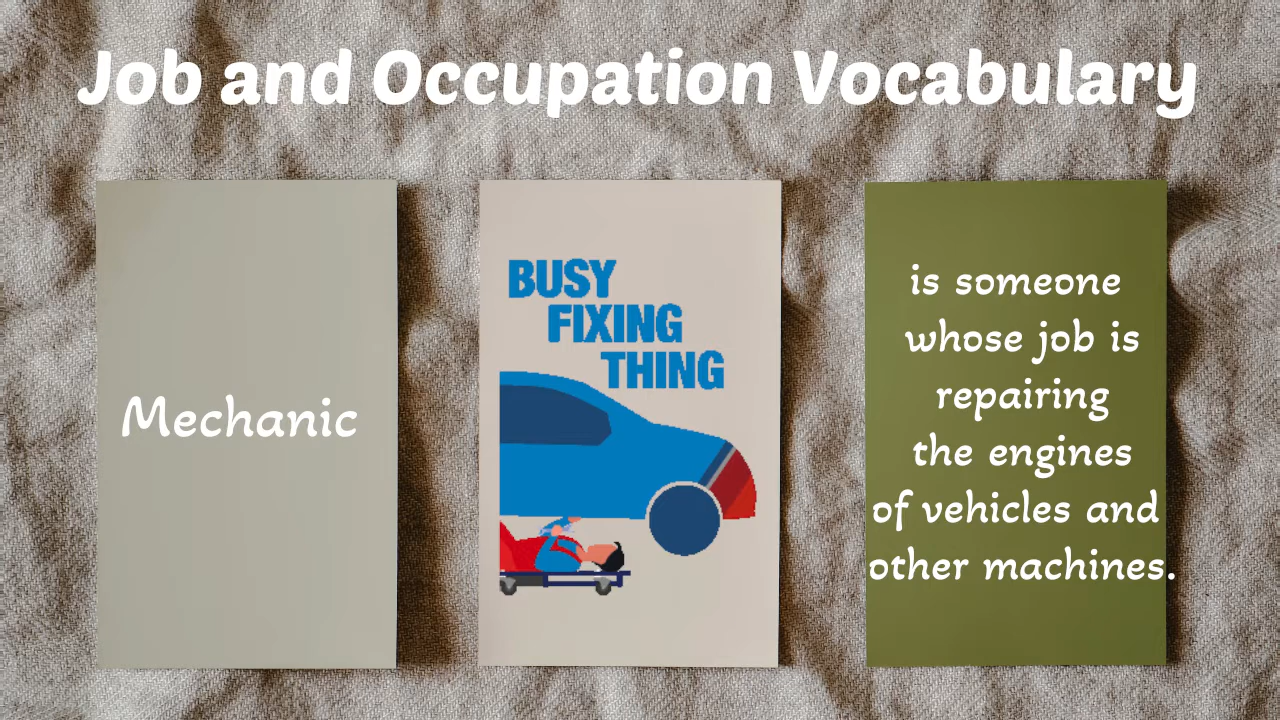 Job and Occupation Vocabulary
Mechanic
BUSY
FIXING
THING
is someone
whose job is
repairing
the engines
of vehicles and
other machines.